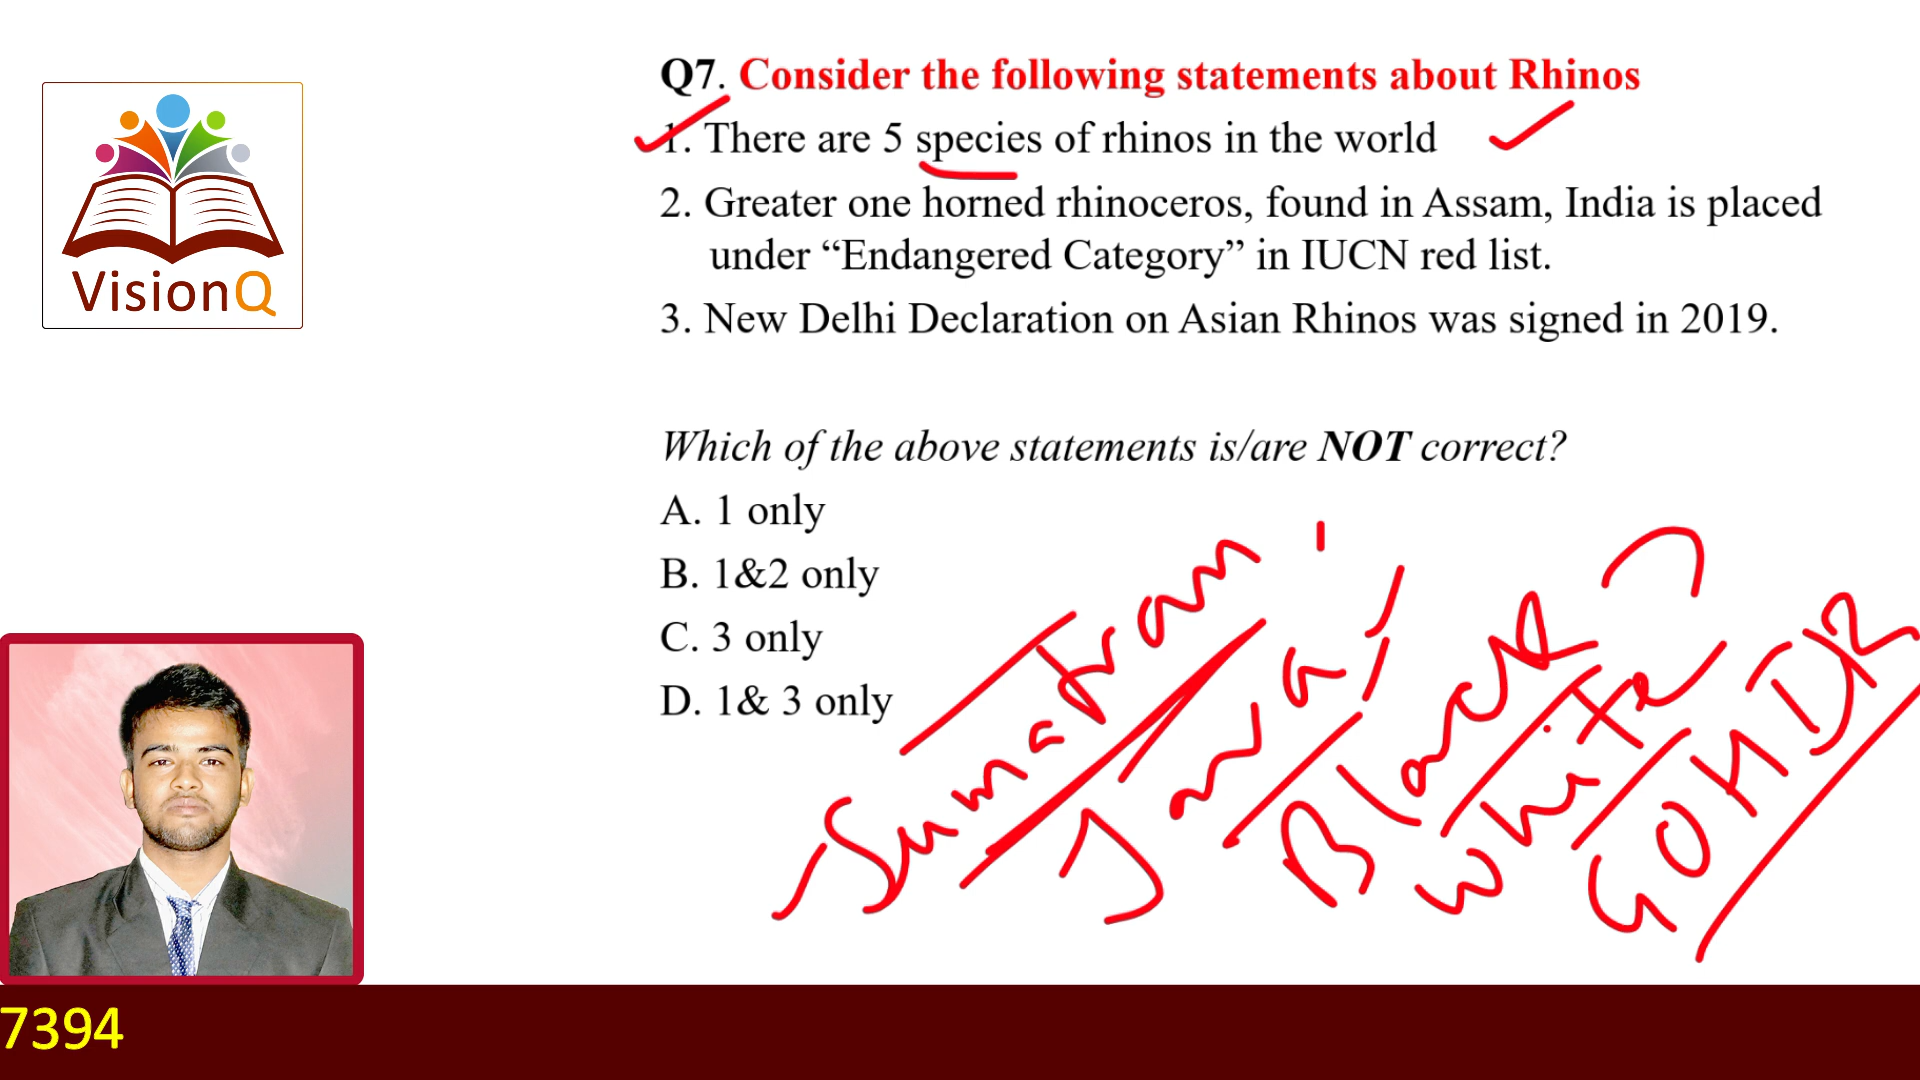 Q7. Consider the following statements about Rhinos
1. There are 5 species of rhinos in the world
2. Greater one horned rhinoceros, found in Assam, India is placed
under “Endangered Category” in IUCN red list.
3. New Delhi Declaration on Asian Rhinos was signed in 2019.
Which of the above statements is/are NOT correct?
A. 1 only
B. 1&2 only
C. 3 only
D. 1& 3 only
VisionQ
Sumatran
Java
Black
White
GOHDR
7394